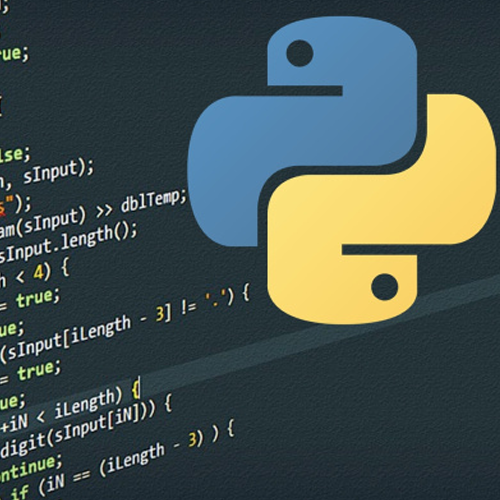 ;
rue;
{
lse;
, sInput);
");
am(sInput) >> dblTemp;
sInput.length();
h < 4) {
= true;
ue;
(sInput[iLength - 3] != '.') {
= true;
ue;
++iN < iLength) {
digit(sInput[iN])) {
ntinue;
if (iN == (iLength - 3) ) {